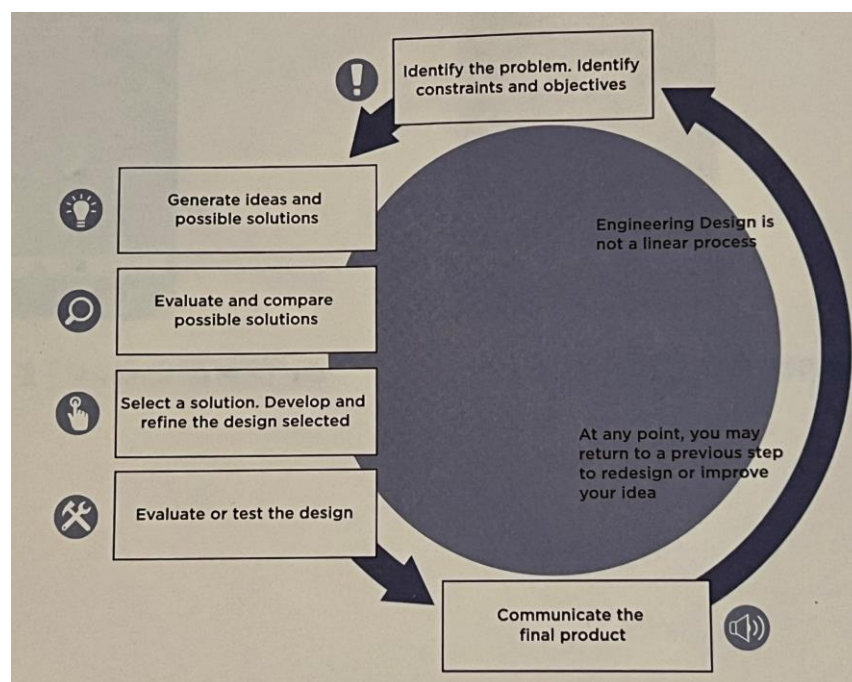 Identify the problem. Identify
constraints and objectives
Generate ideas and
possible solutions
Evaluate and compare
possible solutions
Select a solution. Develop and
refine the design selected
Evaluate or test the design
Communicate the
final product
Engineering Design is
not a linear process
At any point, you may
return to a previous step
to redesign or improve
your idea